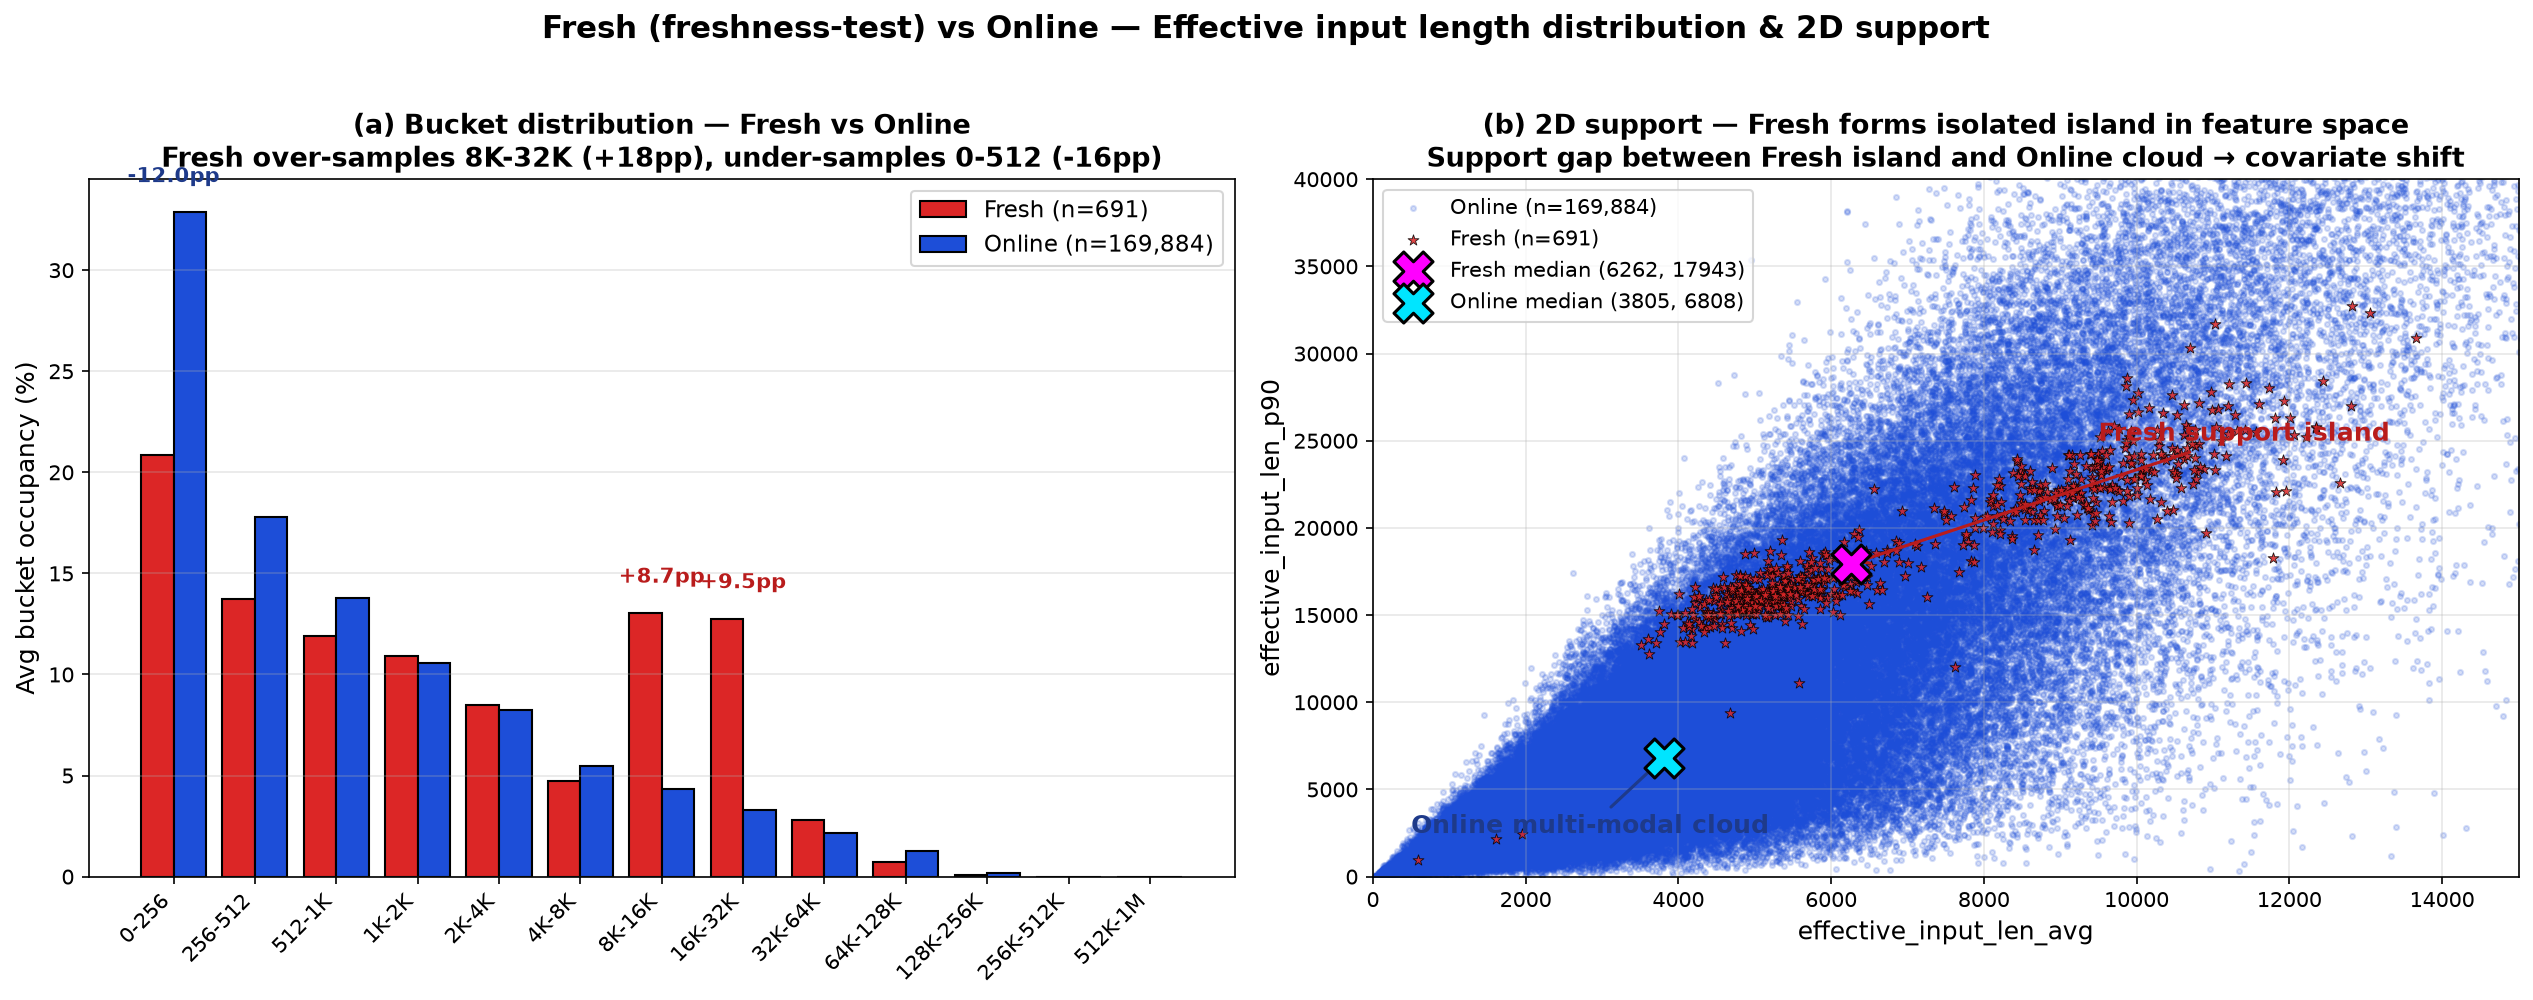 Fresh (freshness-test) vs Online — Effective input length distribution & 2D support
(a) Bucket distribution — Fresh vs Online
Fresh over-samples 8K-32K (+18pp), under-samples 0-512 (-16pp)
-12.0pp
Fresh (n=691)
Online (n=169,884)
+8.7pp
+9.5pp
Avg bucket occupancy (%)
30
25
20
15
10
5
0
0-256
256-512
512-1K
1K-2K
2K-4K
4K-8K
8K-16K
16K-32K
32K-64K
64K-128K
128K-256K
256K-512K
512K-1M
(b) 2D support — Fresh forms isolated island in feature space
Support gap between Fresh island and Online cloud → covariate shift
Online (n=169,884)
Fresh (n=691)
Fresh median (6262, 17943)
Online median (3805, 6808)
Fresh support island
Online multi-modal cloud
effective_input_len_p90
40000
35000
30000
25000
20000
15000
10000
5000
0
0
2000
4000
6000
8000
10000
12000
14000
effective_input_len_avg